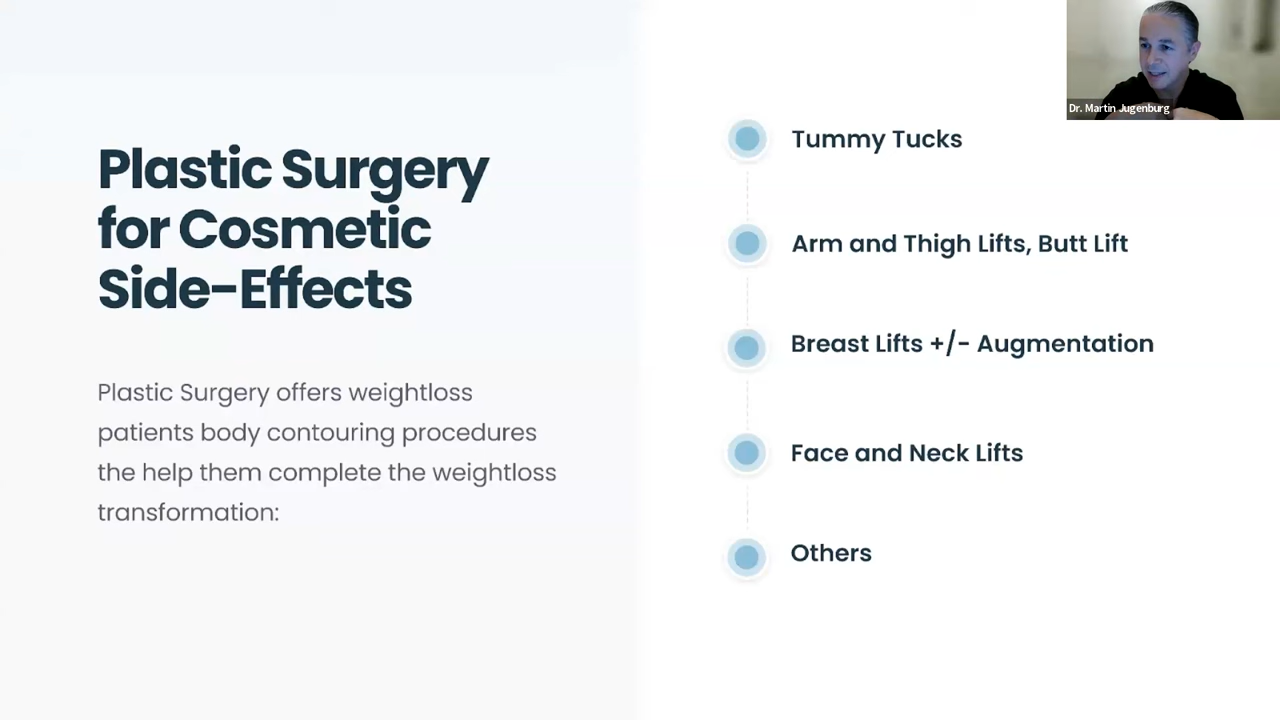 Plastic Surgery
for Cosmetic
Side-Effects
Plastic Surgery offers weightloss
patients body contouring procedures
the help them complete the weightloss
transformation:
Tummy Tucks
Arm and Thigh Lifts, Butt Lift
Breast Lifts +/- Augmentation
Face and Neck Lifts
Others
Dr. Martin Jugenburg